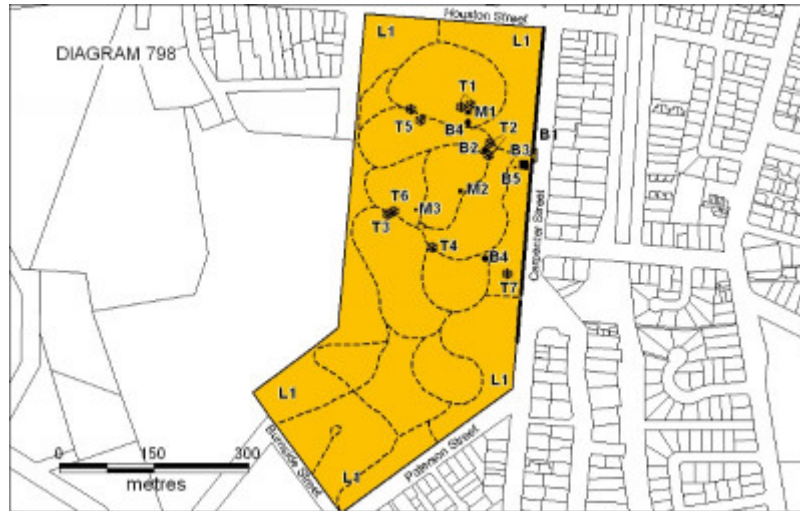 Houston Street
L1
L1
DIAGRAM 798
T1
M1
T5
B4
T2
B1
B2
B3
B5
T6
M2
M3
T3
Carpenter Street
T4
B4
T7
L1
L1
Burnside Street
Paterson Street
L1
0 150 300
metres